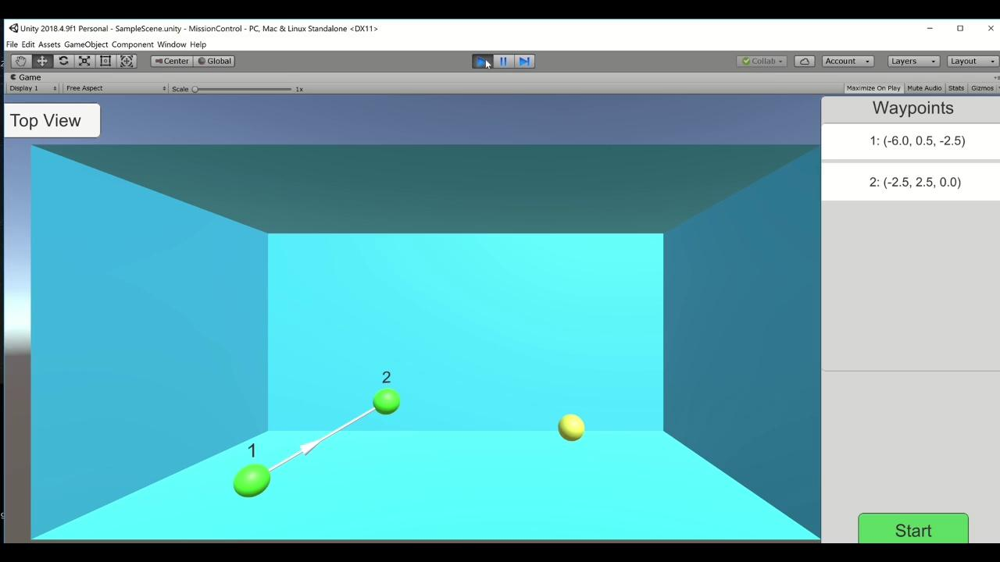 Unity 2018.4.9f1 Personal - SampleScene.unity - MissionControl - PC, Mac & Linux Standalone <DX11>
File Edit Assets GameObject Component Window Help
Center Global Collab Account Layers Layout
Game
Display 1 Free Aspect Scale 1x Maximize On Play Mute Audio Stats Gizmos
Top View
Waypoints
1: (-6.0, 0.5, -2.5)
2: (-2.5, 2.5, 0.0)
2
1
Start